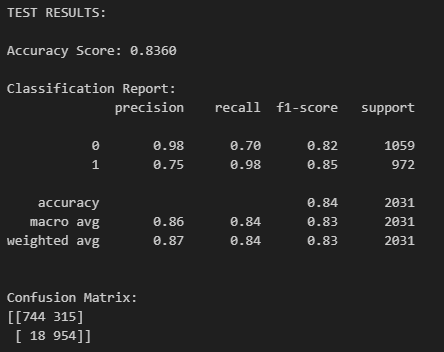 TEST RESULTS:
Accuracy Score: 0.8360
Classification Report:
precision recall f1-score support
0 0.98 0.70 0.82 1059
1 0.75 0.98 0.85 972
accuracy 0.84 2031
macro avg 0.86 0.84 0.83 2031
weighted avg 0.87 0.84 0.83 2031
Confusion Matrix:
[[744 315]
[ 18 954]]